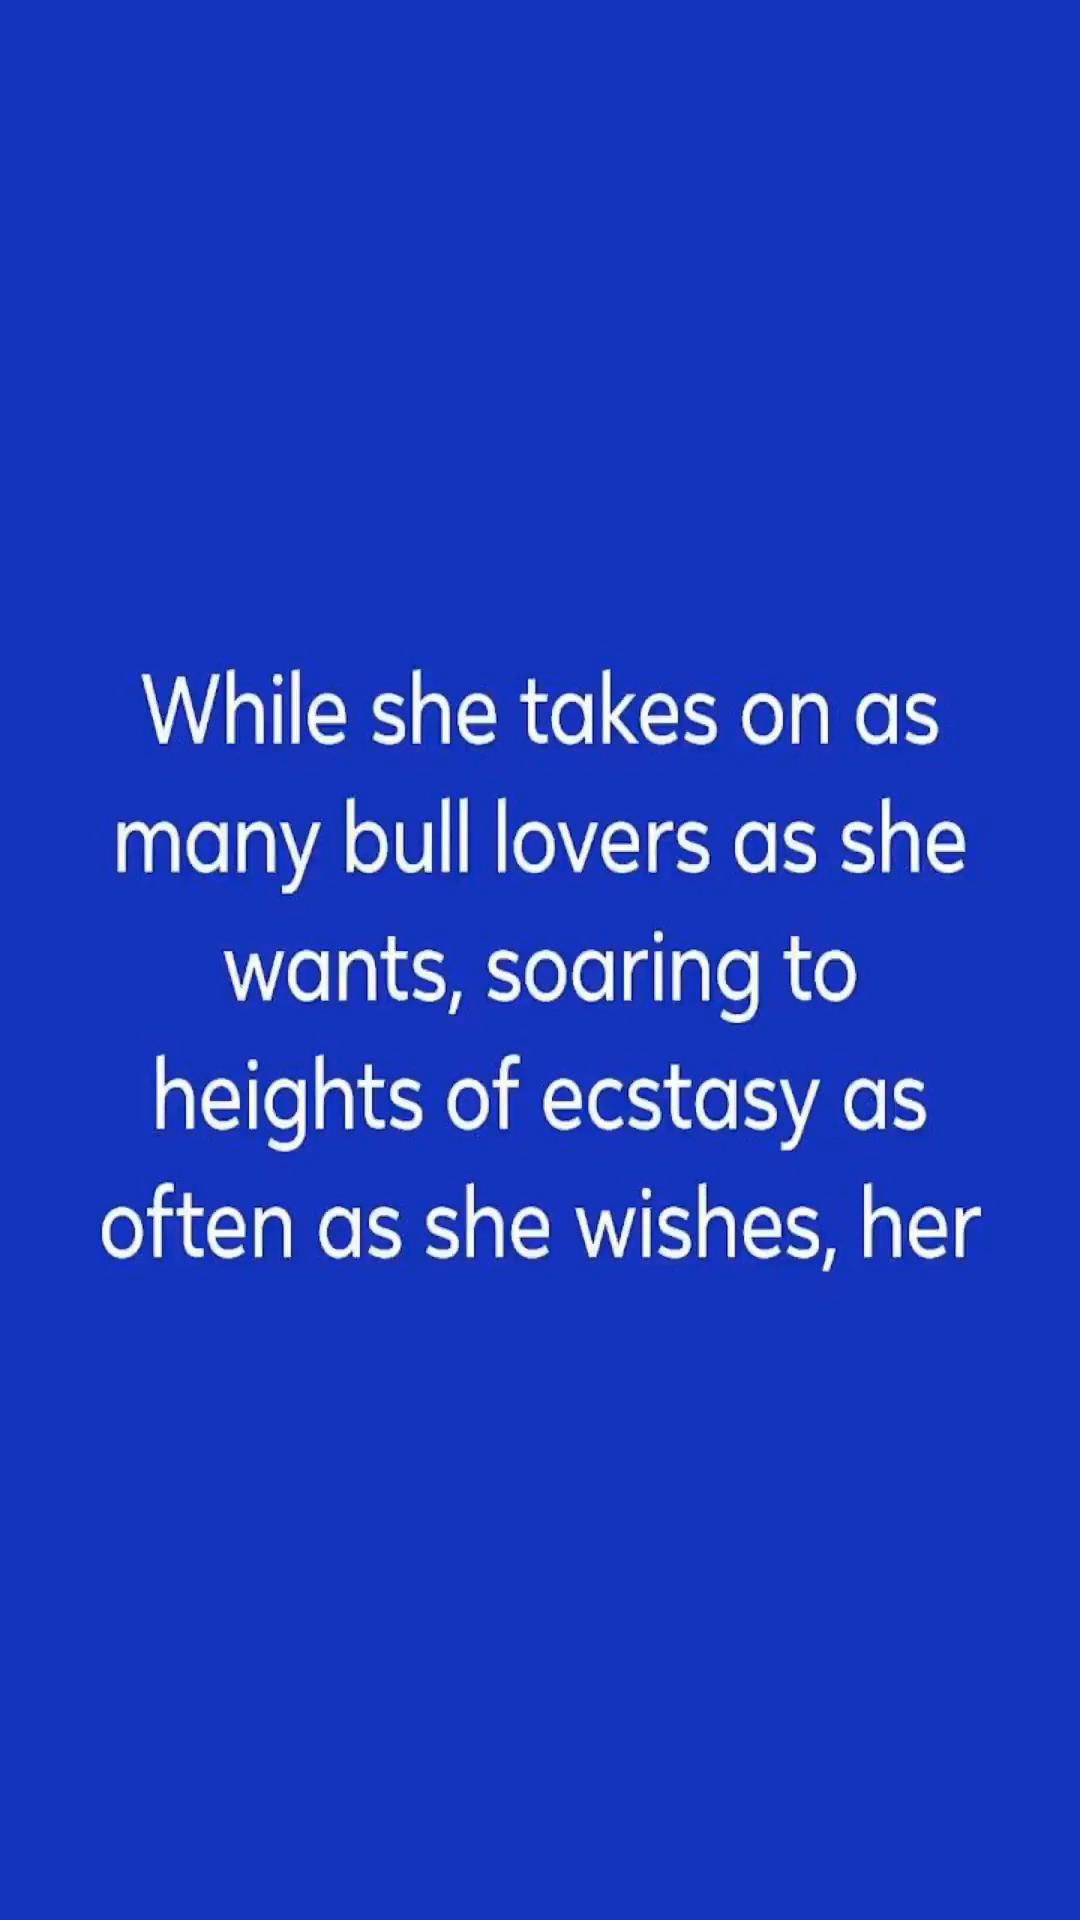 While she takes on as
many bull lovers as she
wants, soaring to
heights of ecstasy as
often as she wishes, her